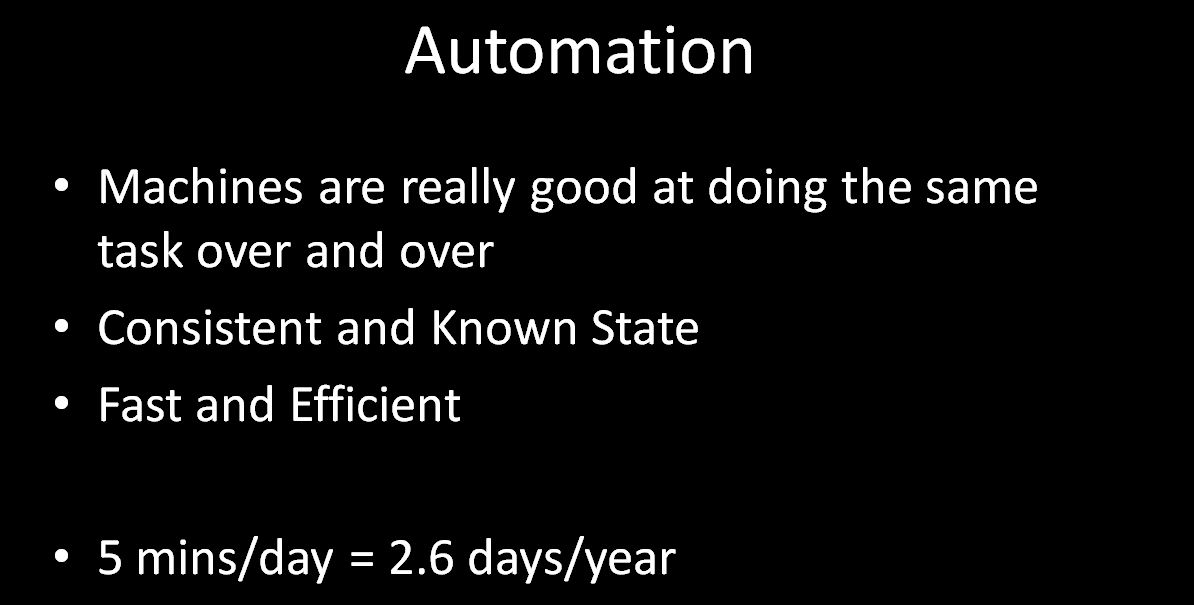 Automation
• Machines are really good at doing the same
task over and over
• Consistent and Known State
• Fast and Efficient
• 5 mins/day = 2.6 days/year